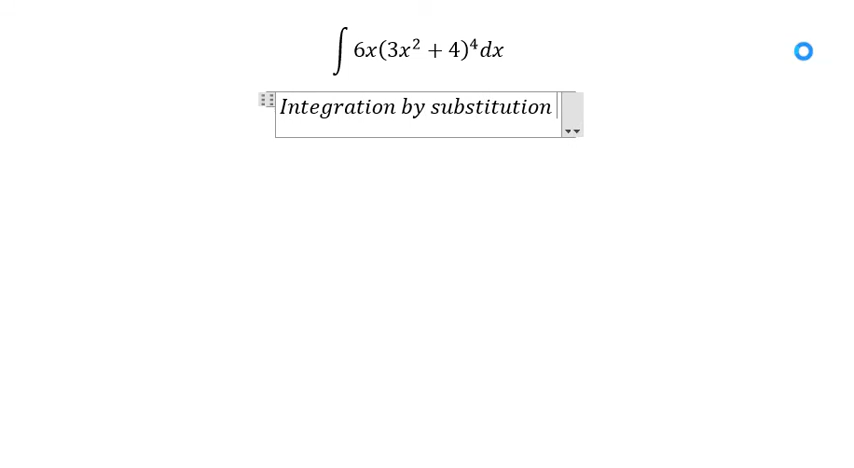 ∫ 6x(3x² + 4)⁴dx
Integration by substitution